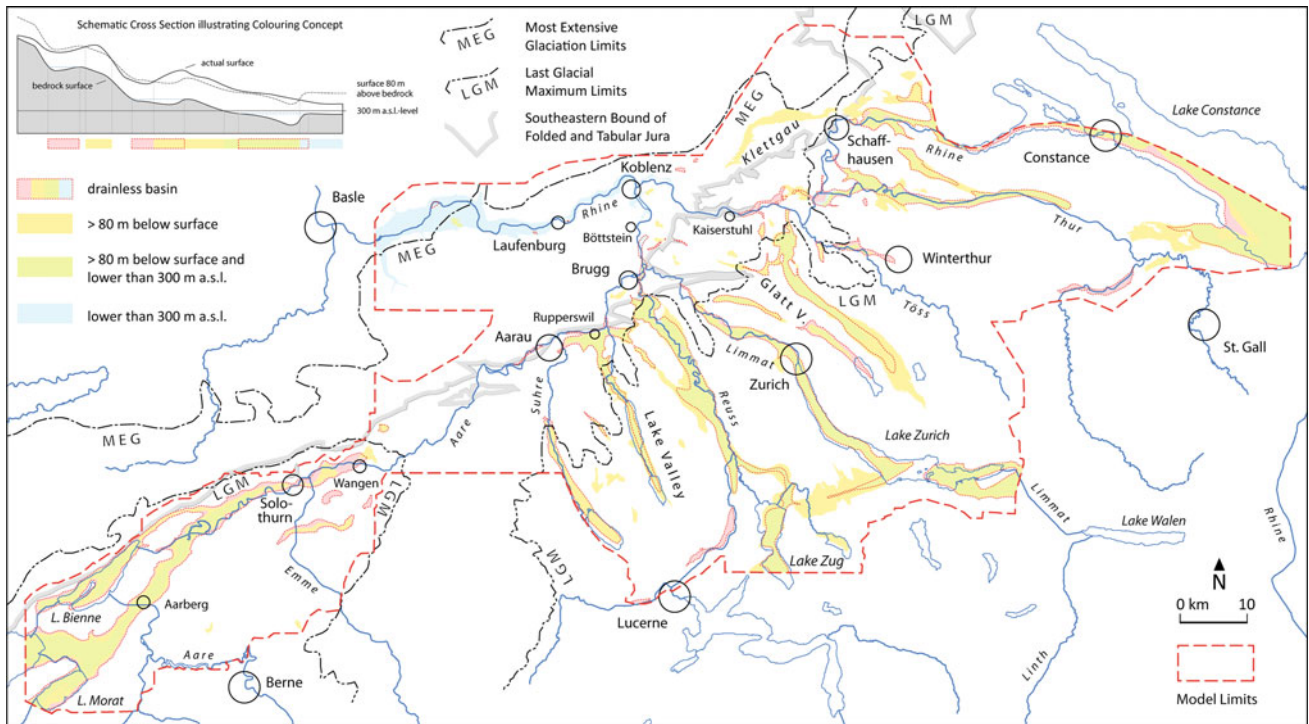 Schematic Cross Section illustrating Colouring Concept
actual surface
bedrock surface
surface 80 m
above bedrock
300 m a.s.l.-level
MEG
Most Extensive
Glaciation Limits
LGM
Last Glacial
Maximum Limits
Southeastern Bound of
Folded and Tabular Jura
drainless basin
> 80 m below surface
> 80 m below surface and
lower than 300 m a.s.l.
lower than 300 m a.s.l.
LGM
MEG
Klettgau
Schaff-
hausen
Rhine
Constance
Lake Constance
Basle
Koblenz
Rhine
Laufenburg
Böttstein
Kaiserstuhl
MEG
Thur
Winterthur
Brugg
LGM
Glatt V.
Töss
St. Gall
Rupperswil
Aarau
Limmat
Zurich
Suhre
Reuss
Lake Valley
Aare
MEG
Lake Zurich
LGM
Solo-
thurn
Wangen
LGM
Limmat
Lake Walen
Rhine
Emme
LGM
Lake Zug
L. Bienne
Aarberg
Lucerne
Linth
N
0 km 10
Aare
L. Morat
Berne
Model Limits